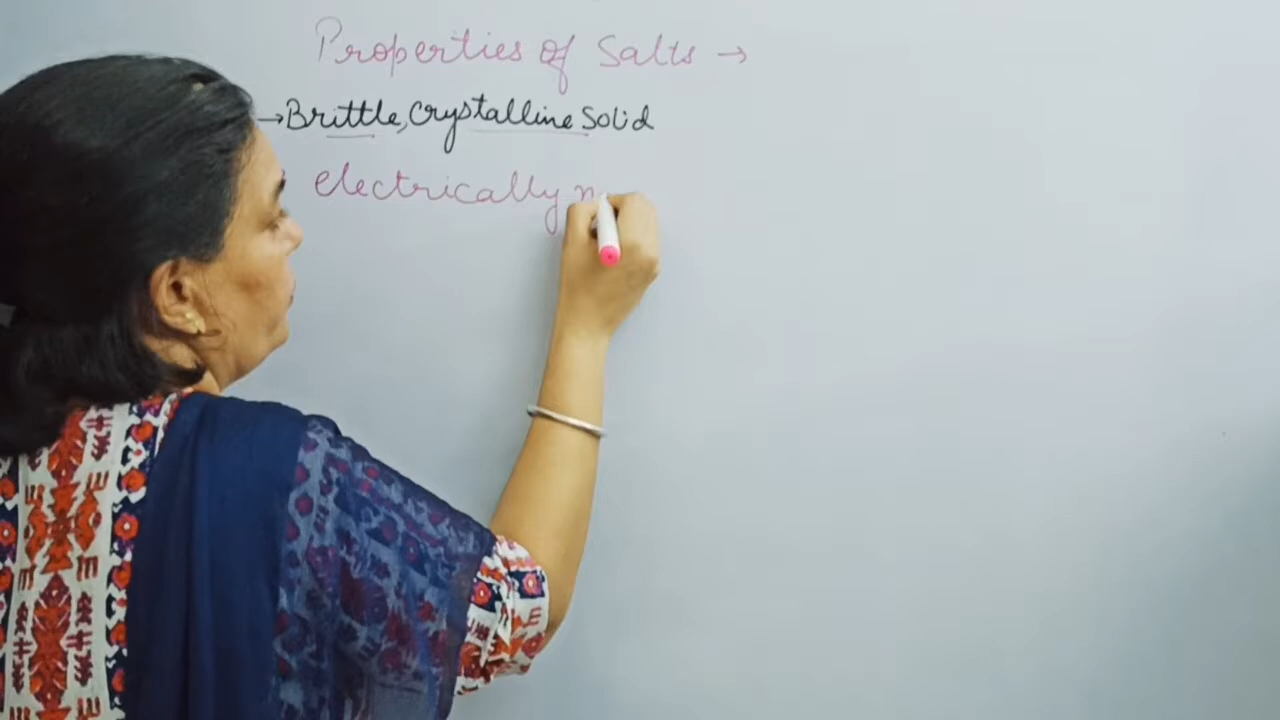 Properties of Salts →
→Brittle, Crystalline Solid
electrically